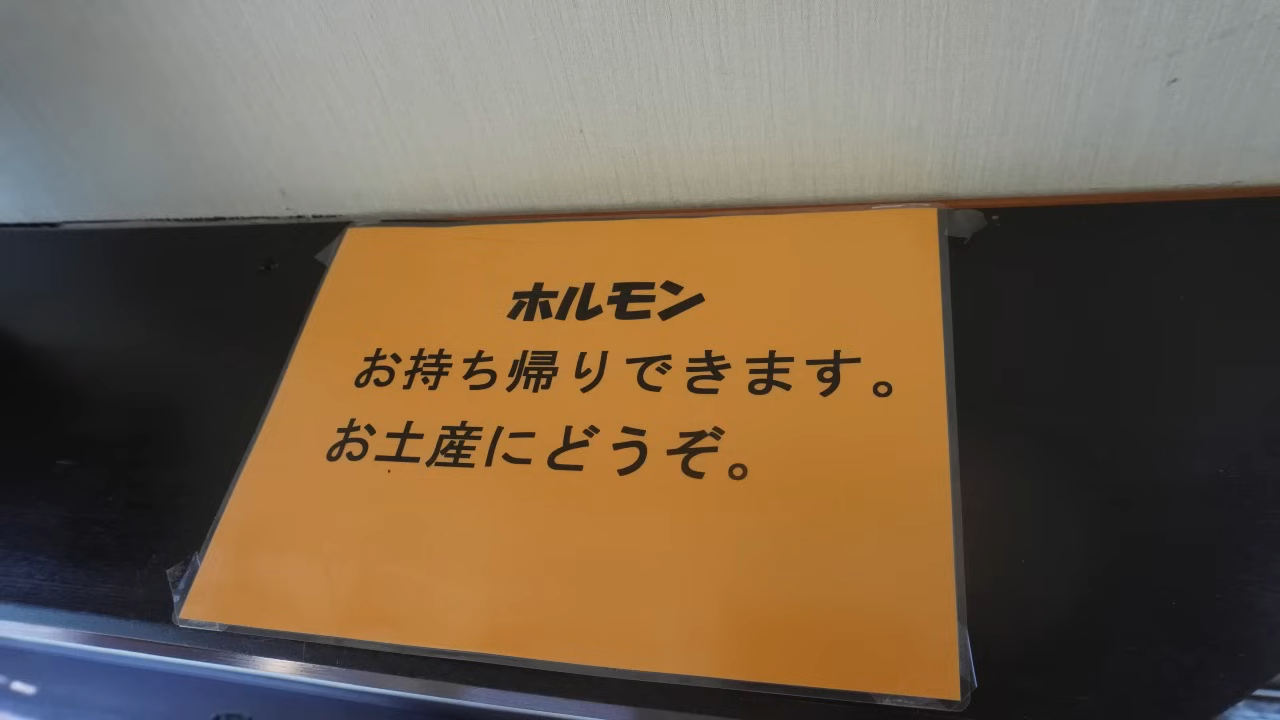 ホルモン
お持ち帰りできます。
お土産にどうぞ。